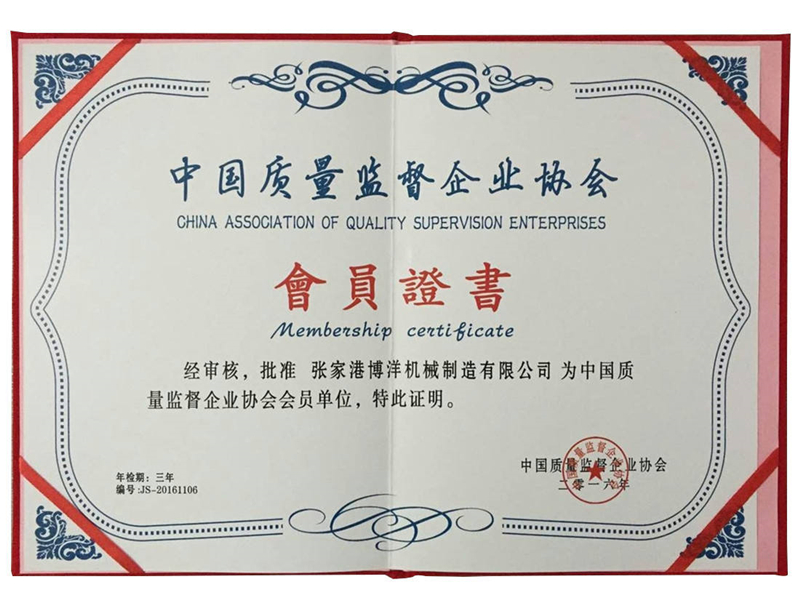 中国质量监督企业协会
CHINA ASSOCIATION OF QUALITY SUPERVISION ENTERPRISES
會員證書
Membership certificate
经审核，批准 张家港博洋机械制造有限公司 为中国质
量监督企业协会会员单位，特此证明。
年检期：三年
编号:JS-20161106
中国质量监督企业协会
二零一六年